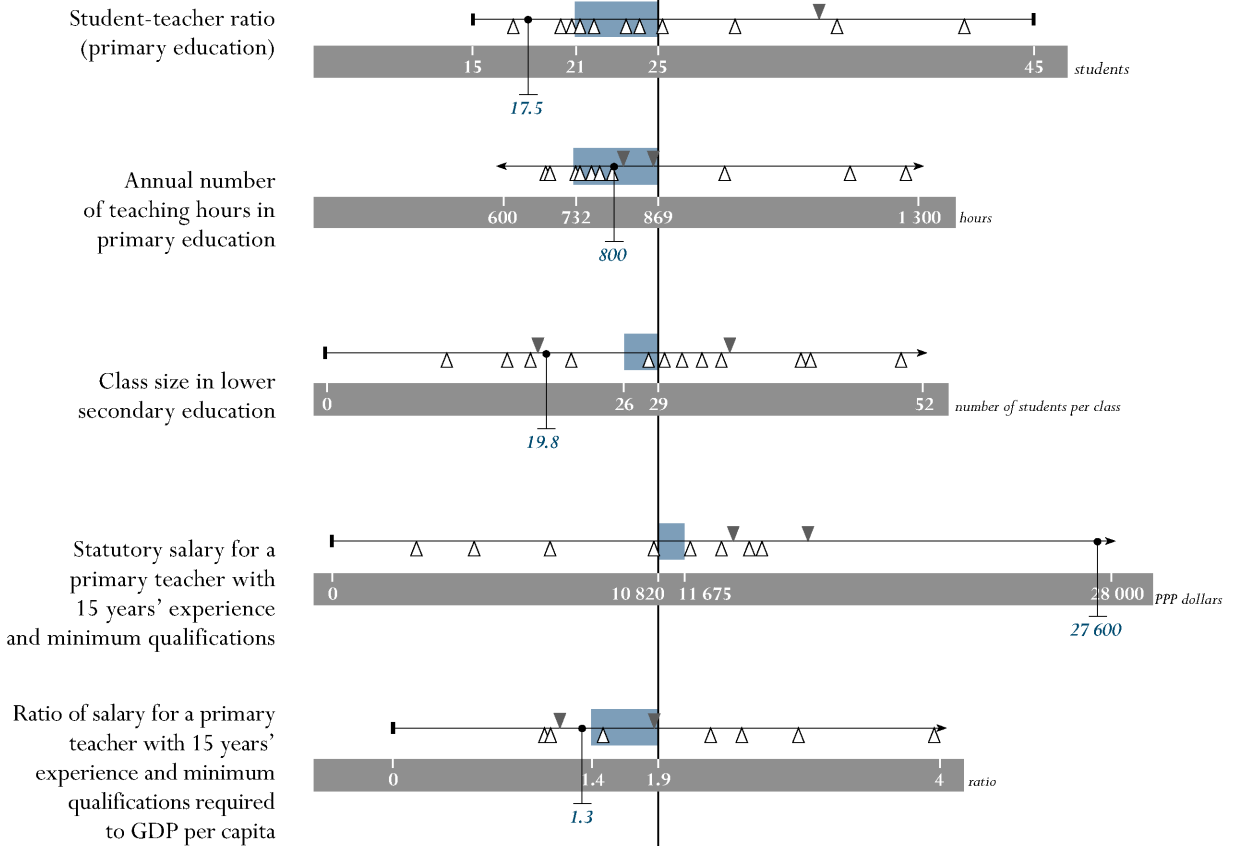 Student-teacher ratio
(primary education)
15 21 25 45 students
17.5
Annual number
of teaching hours in
primary education
600 732 869 1 300 hours
800
Class size in lower
secondary education
0 26 29 52 number of students per class
19.8
Statutory salary for a
primary teacher with
15 years’ experience
and minimum qualifications
0 10 820 11 675 28 000 PPP dollars
27 600
Ratio of salary for a primary
teacher with 15 years’
experience and minimum
qualifications required
to GDP per capita
0 1.4 1.9 4 ratio
1.3